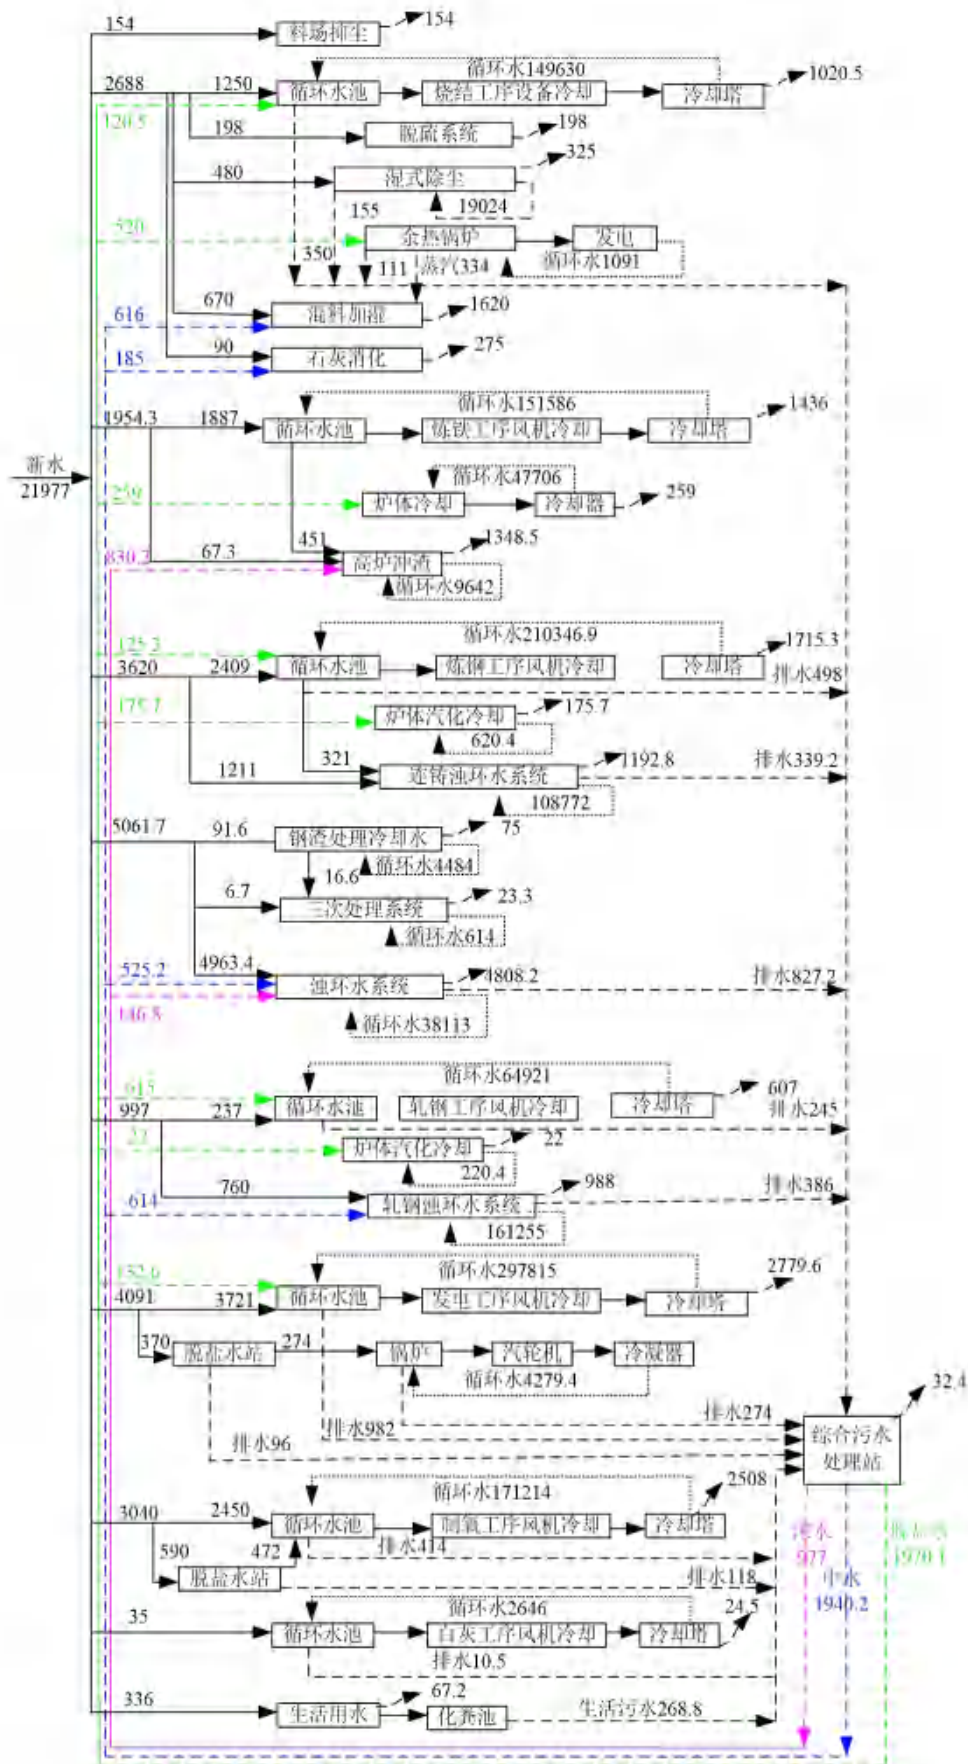 154
料场抑尘
154
循环水149630
1020.5
2688
1250
循环水池
烧结工序设备冷却
冷却塔
120.5
198
脱硫系统
198
325
480
湿式除尘
155
19024
520
余热锅炉
发电
350
111
蒸汽334
循环水1091
670
616
混料加湿
1620
90
185
石灰消化
275
循环水151586
1436
1954.3
1887
循环水池
炼铁工序风机冷却
冷却塔
新水
21977
循环水47706
259
炉体冷却
冷却器
259
451
1348.5
830.2
67.3
高炉冲渣
循环水9642
循环水210346.9
1715.3
125.3
3620
2409
循环水池
炼钢工序风机冷却
冷却塔
排水498
175.7
炉体汽化冷却
175.7
620.4
321
1192.8
排水339.2
1211
连铸浊环水系统
108772
5061.7
91.6
钢渣处理冷却水
75
循环水4484
16.6
6.7
三次处理系统
23.3
循环水614
4963.4
525.2
浊环水系统
4808.2
排水827.2
146.8
循环水38113
循环水64921
607
615
997
237
循环水池
轧钢工序风机冷却
冷却塔
排水245
22
炉体汽化冷却
22
220.4
760
988
排水386
614
轧钢浊环水系统
161255
循环水297815
2779.6
132.6
4091
3721
循环水池
发电工序风机冷却
冷却塔
370
脱盐水站
274
锅炉
汽轮机
冷凝器
循环水4279.4
32.4
排水274
排水982
排水96
综合污水
处理站
循环水171214
2508
3040
2450
循环水池
制氧工序风机冷却
冷却塔
590
472
排水414
脱盐水站
排水118
浓水
977
中水
1940.2
脱盐水
1970.1
循环水2646
24.5
35
循环水池
白灰工序风机冷却
冷却塔
排水10.5
336
生活用水
67.2
化粪池
生活污水268.8